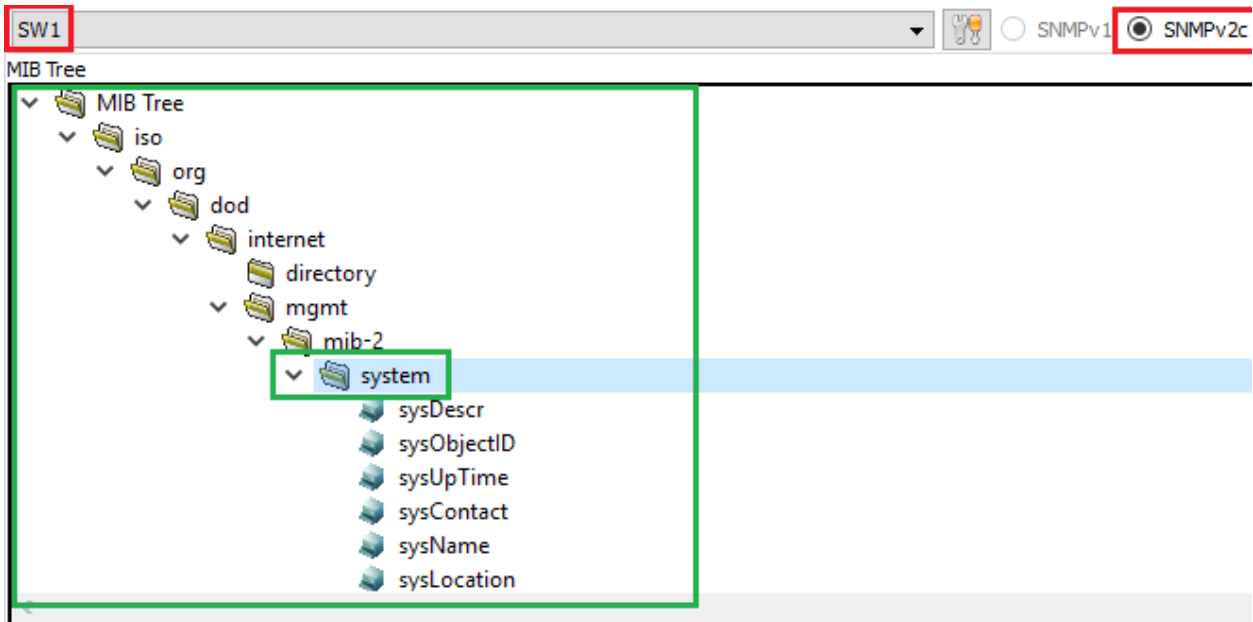 SW1 SNMPv1 SNMPv2c
MIB Tree
MIB Tree
iso
org
dod
internet
directory
mgmt
mib-2
system
sysDescr
sysObjectID
sysUpTime
sysContact
sysName
sysLocation